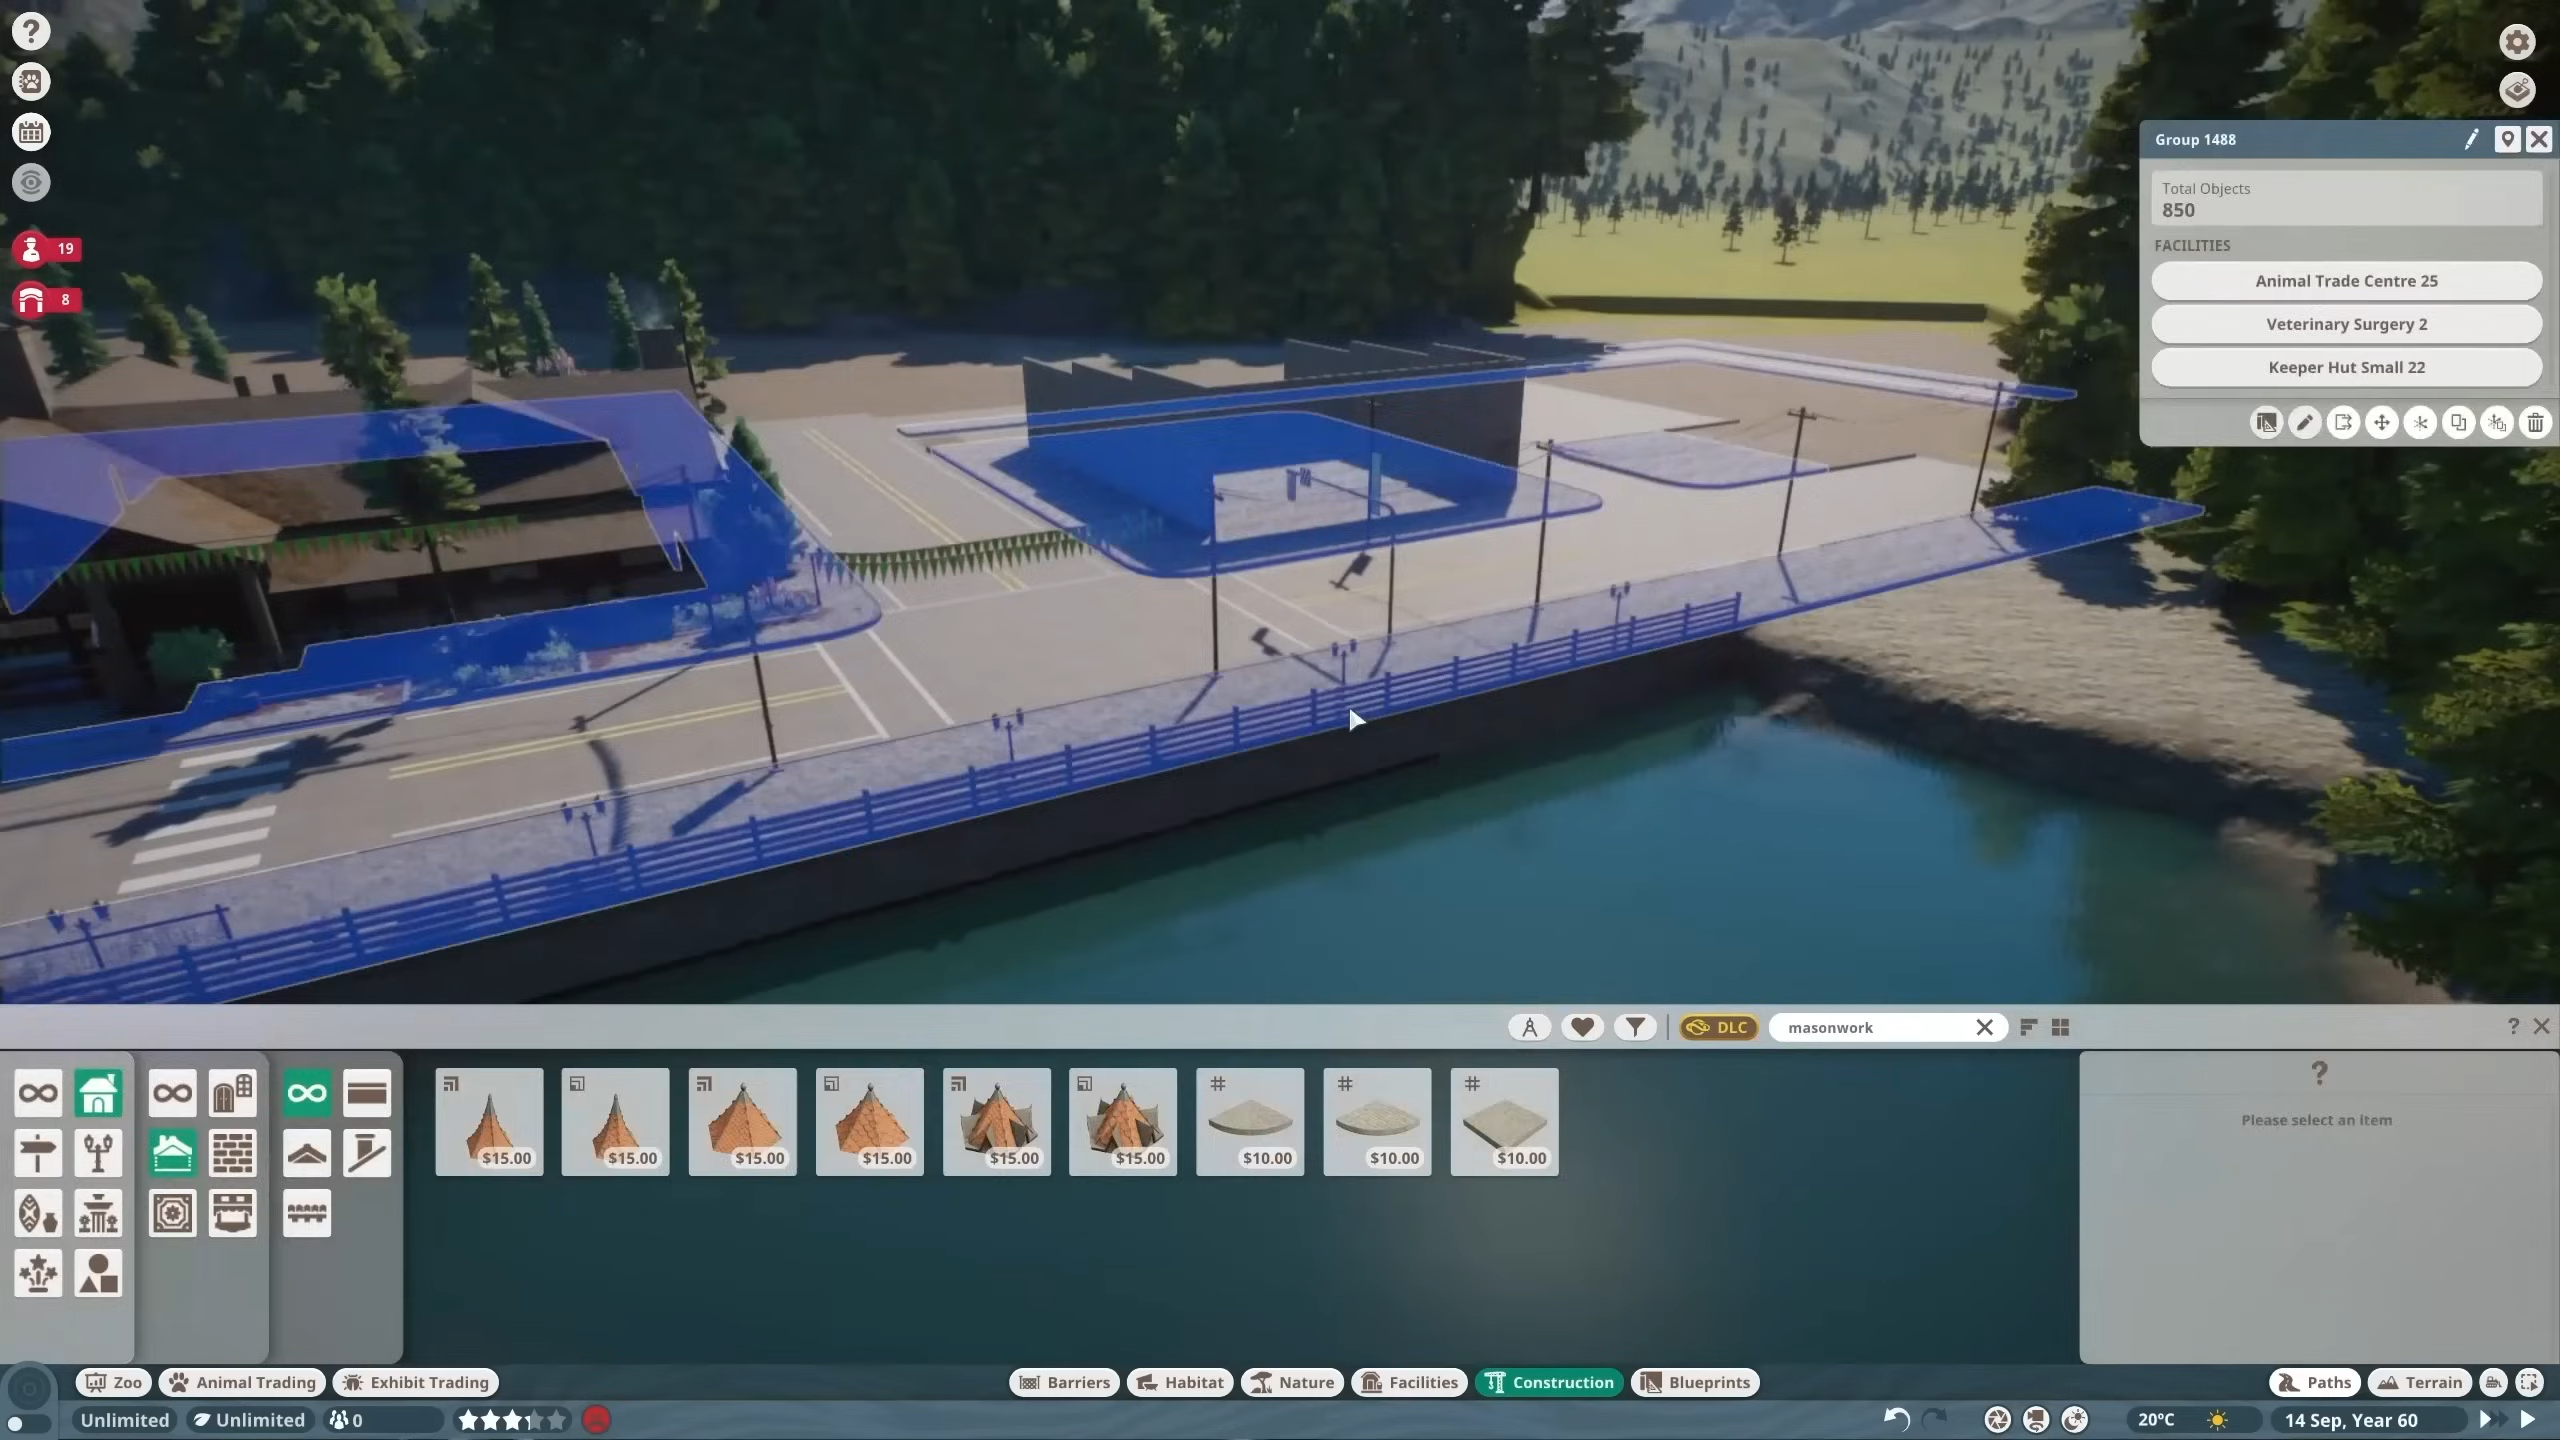 ?
19
8
Group 1488
Total Objects
850
FACILITIES
Animal Trade Centre 25
Veterinary Surgery 2
Keeper Hut Small 22
DLC
masonwork
?
$15.00
$15.00
$15.00
$15.00
$15.00
$15.00
$10.00
$10.00
$10.00
?
Please select an item
Zoo
Animal Trading
Exhibit Trading
Barriers
Habitat
Nature
Facilities
Construction
Blueprints
Paths
Terrain
Unlimited
Unlimited
0
20°C
14 Sep, Year 60